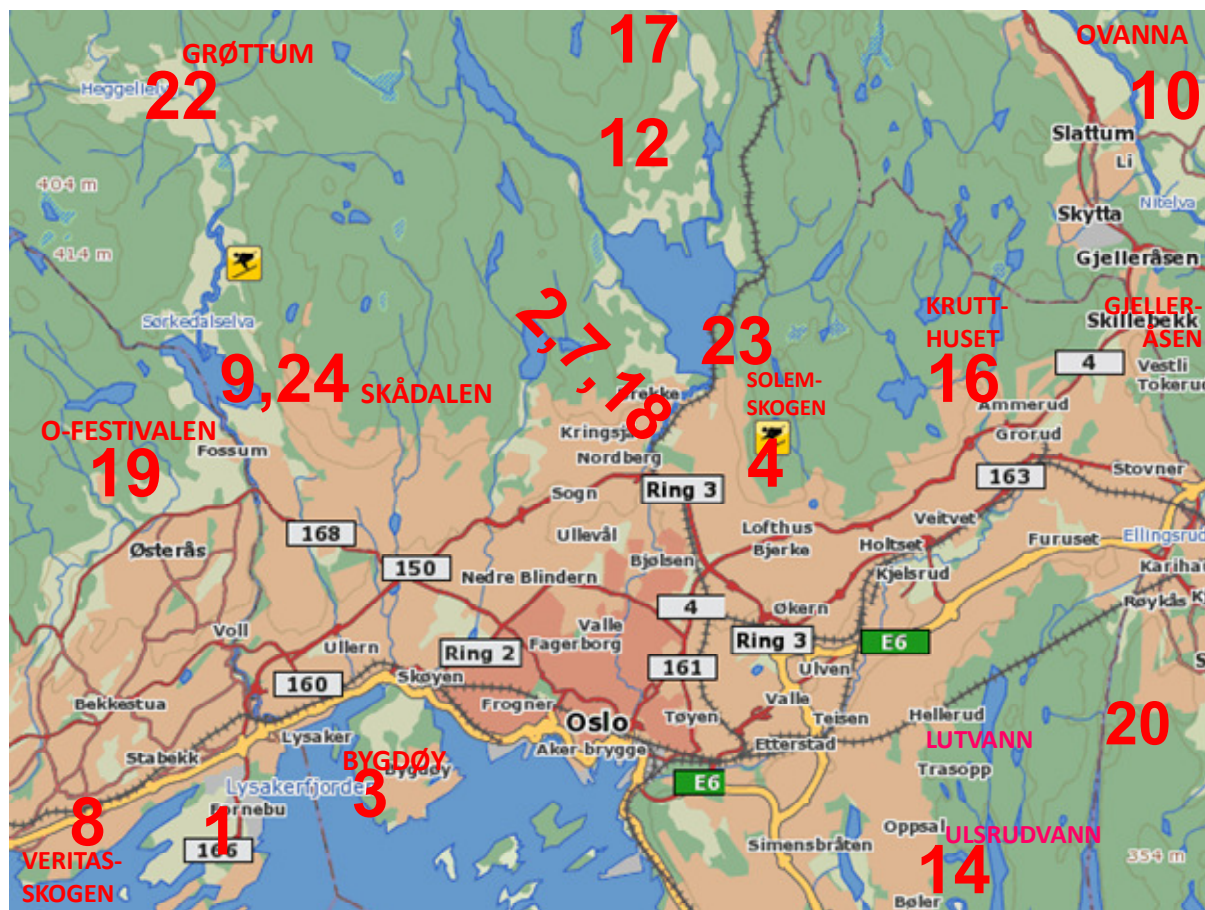 17
OVANNA
GRØTTUM
22
Heggelielv
10
12
Slattum
Li
404 m
Skytta
Nitelva
414 m
Gjelleråsen
Sørkedalselva
2,7,18
23
KRUTT-
HUSET
16
GJELLER-
ÅSEN
Skillebekk
4
Vestli
9,24 SKÅDALEN
SOLEM-
SKOGEN
4
Ammerud
O-FESTIVALEN
19
Fossum
Nordberg
Grorud
Stovner
163
Ring 3
Sogn
168
Ullevål
Lofthus
Bjerke
Veitvet
Holtset
Furuset
Østerås
150
Nedre Blindern
Bjølsen
Kjelsrud
4
Økern
Røykås
Voll
Ullern
Valle
Fagerborg
Ring 2
Ring 3
E6
160
Skøyen
161
Ulven
Bekkestua
Frogner
Oslo
Tøyen
Valle
Teisen
Hellerud
20
Stabekk
Lysaker
Aker-brygge
Etterstad
LUTVANN
Trasopp
BYGDØY
3
Bygdøy
E6
8
1
Fornebu
166
VERITAS-
SKOGEN
Simensbråten
Oppsal
ULSRUDVANN
14
354 m
Bøler